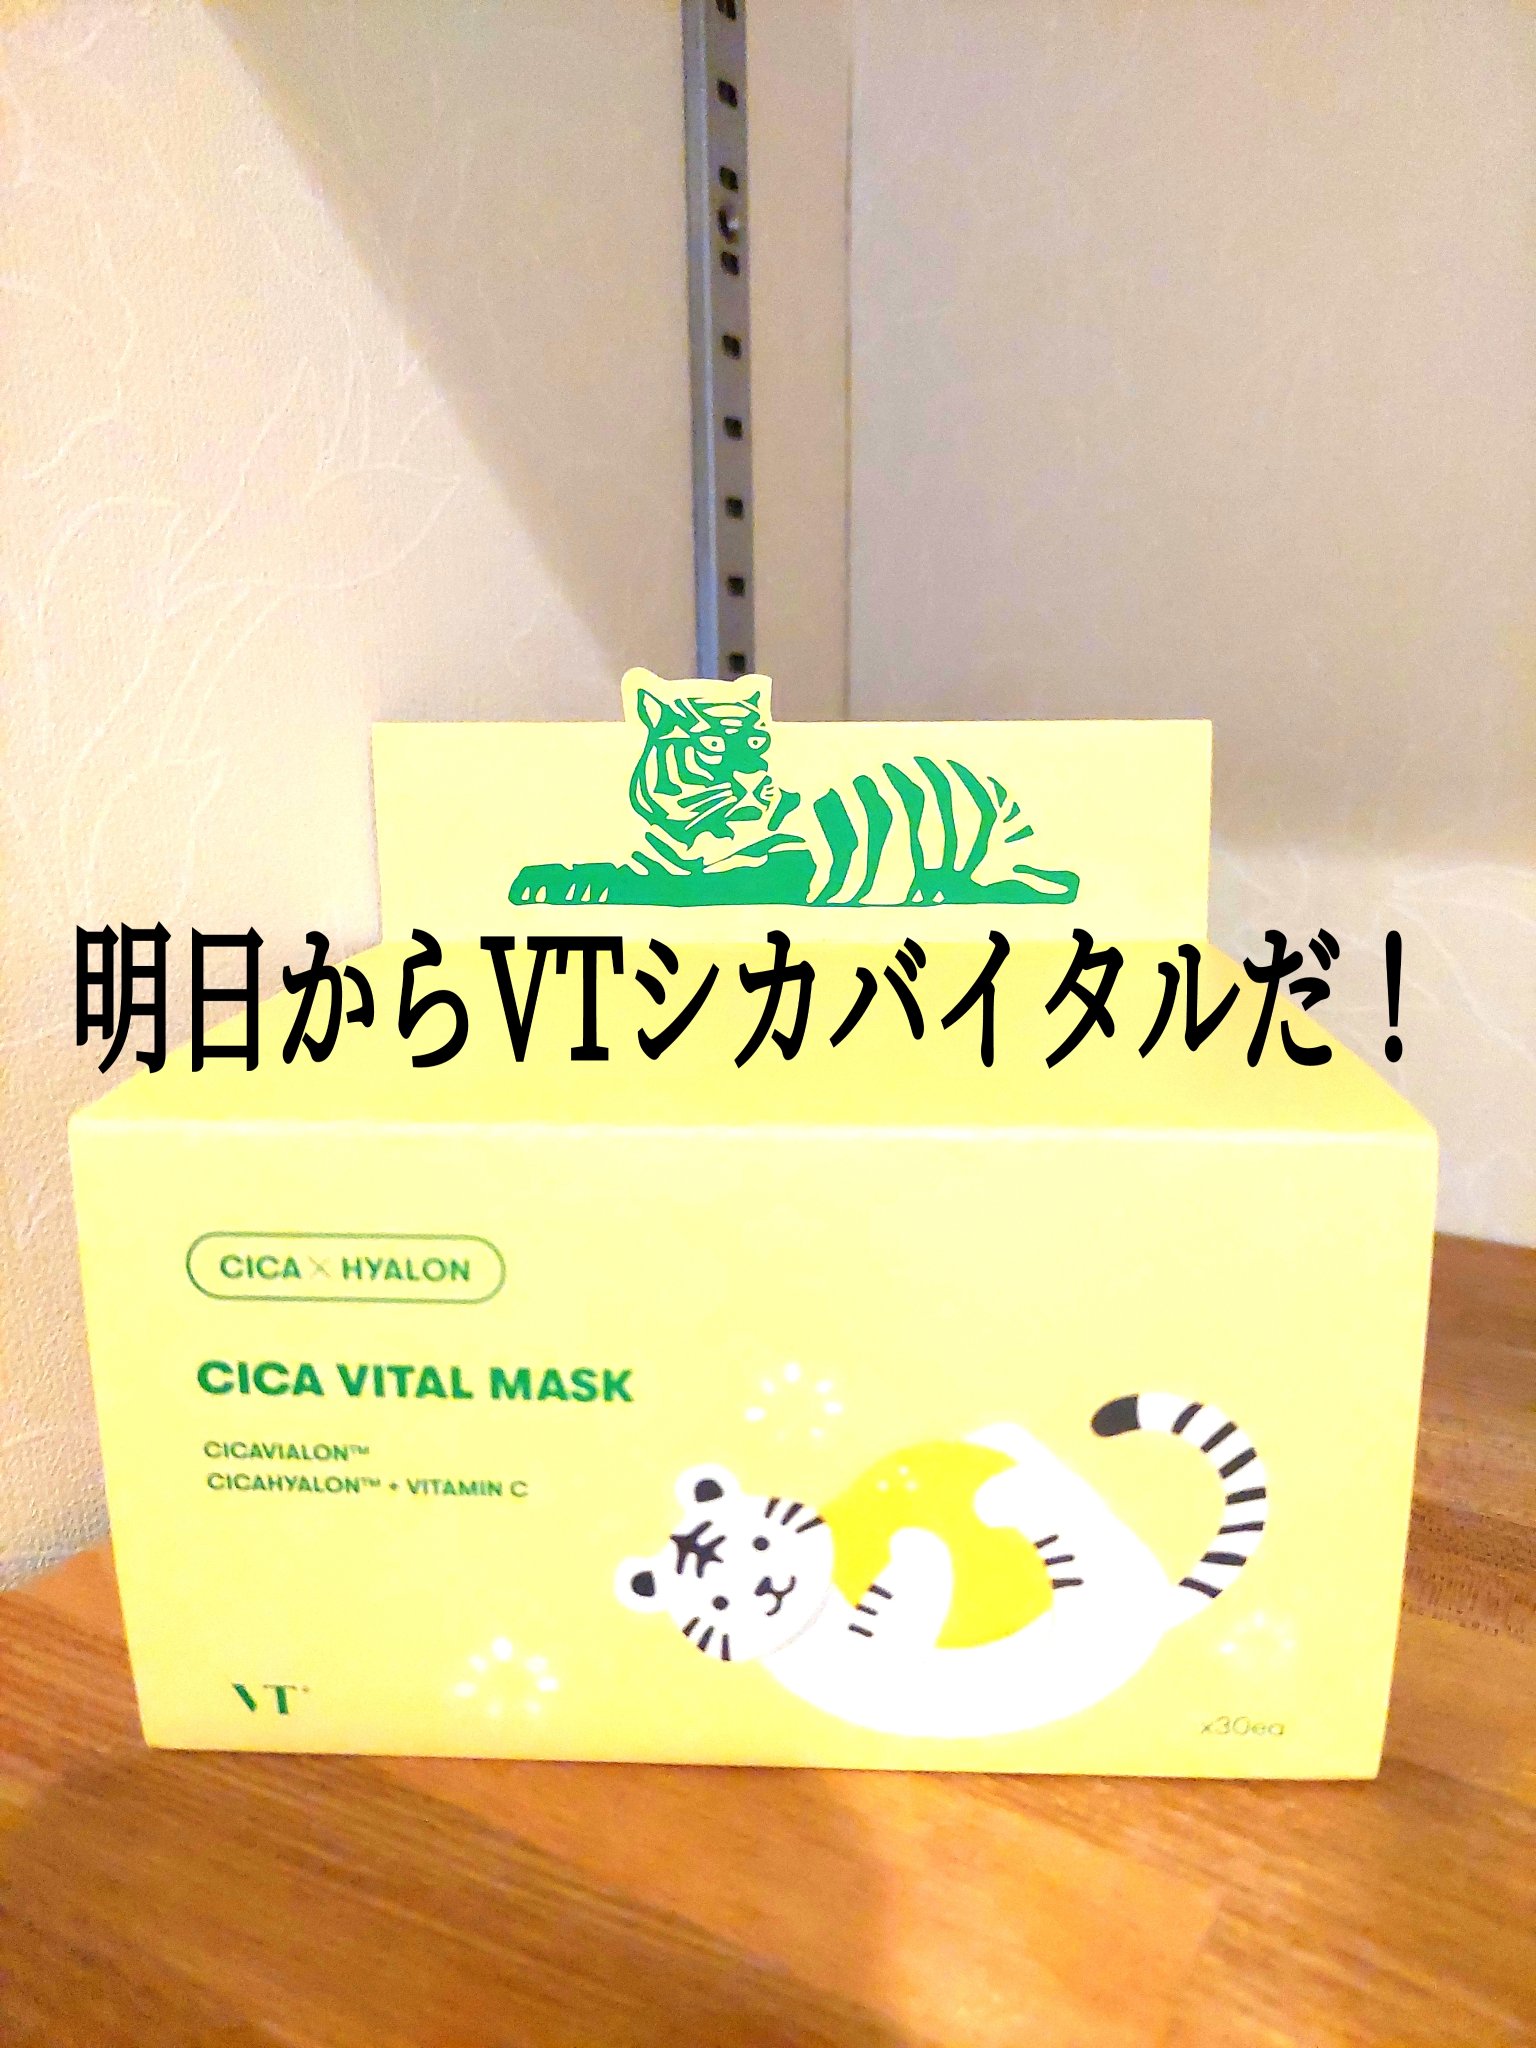 明日からVTシカバイタルだ！
CICA × HYALON
CICA VITAL MASK
CICAVIALON™
CICAHYALON™ + VITAMIN C
VT
x30ea